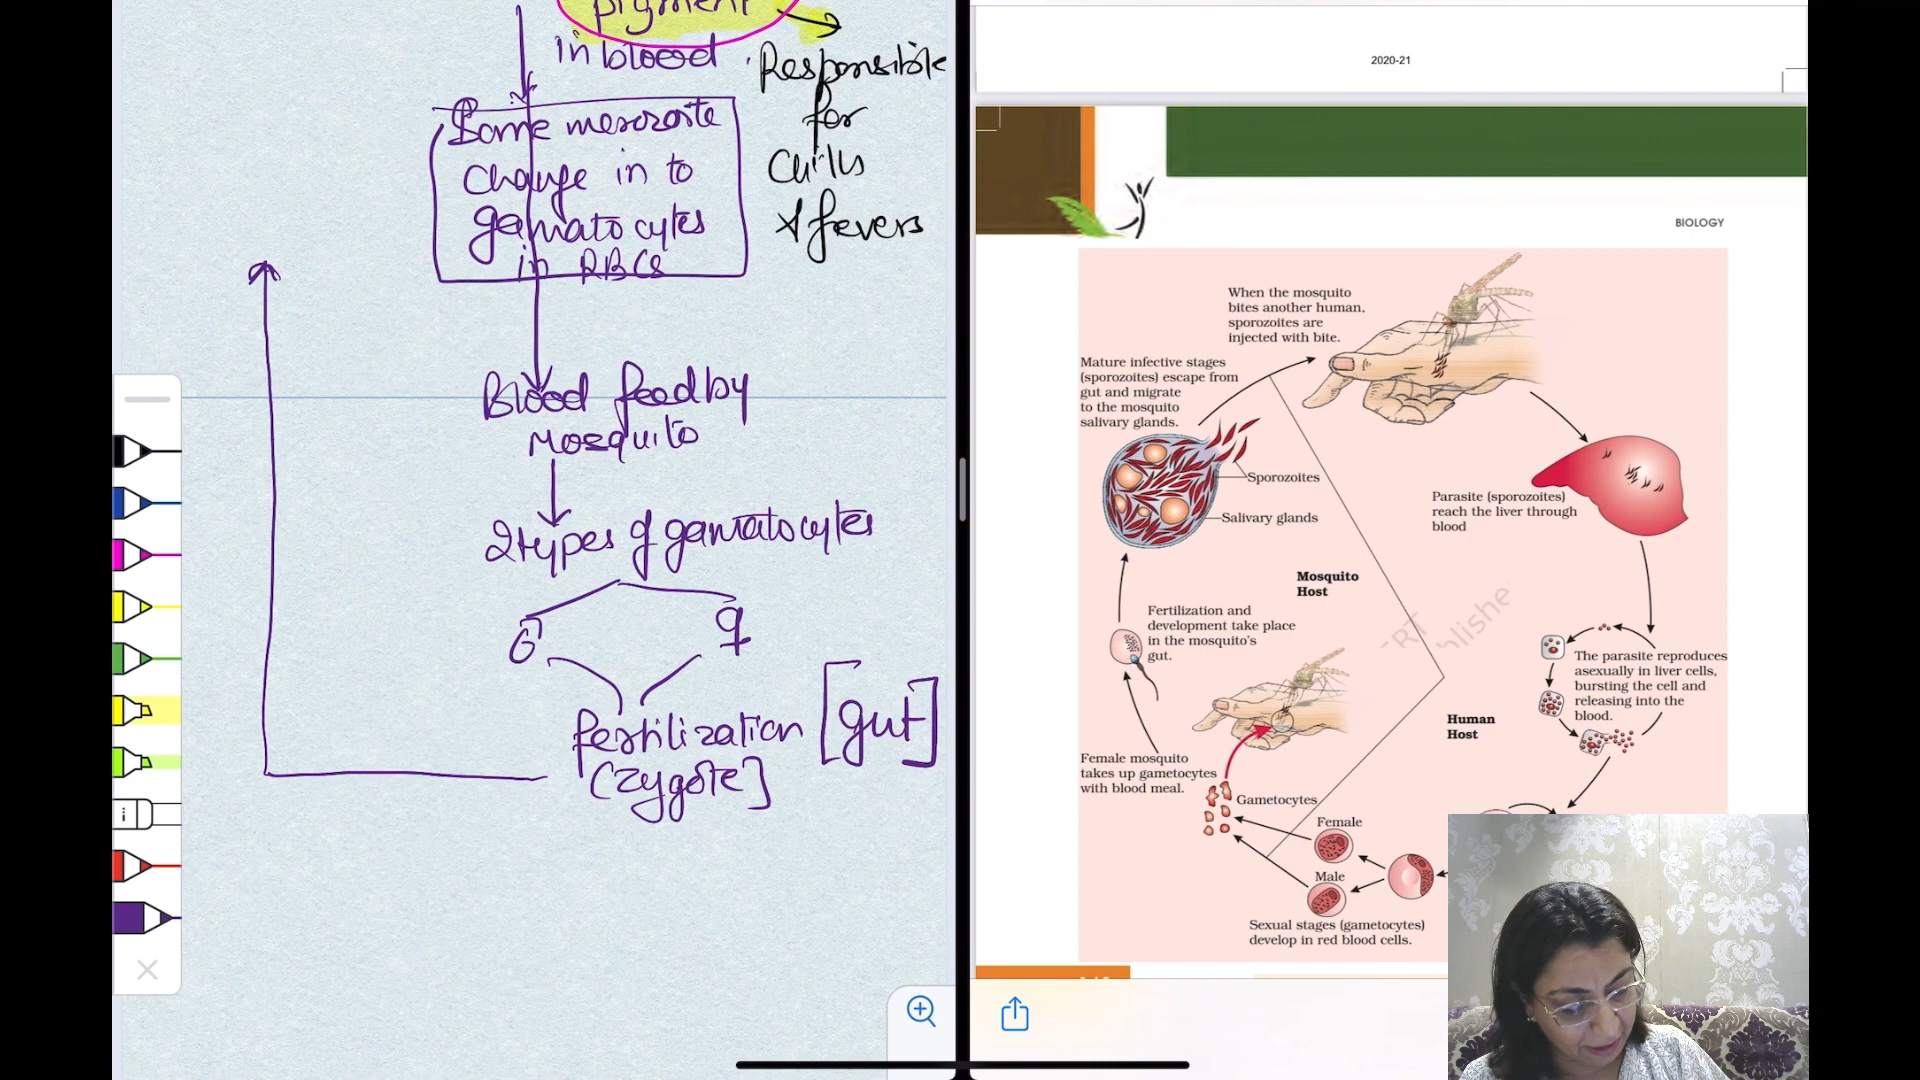 pigment
in blood.
Responsible
for
Chills
& fevers
Some merozoite
change in to
gamatocytes
in RBCs
Blood feed by
Mosquito
2 types of gamatocytes
♂ ♀
fertilization [gut]
(Zygote]
2020-21
BIOLOGY
When the mosquito
bites another human,
sporozoites are
injected with bite.
Mature infective stages
(sporozoites) escape from
gut and migrate
to the mosquito
salivary glands.
Sporozoites
Salivary glands
Parasite (sporozoites)
reach the liver through
blood
Mosquito
Host
Fertilization and
development take place
in the mosquito's
gut.
The parasite reproduces
asexually in liver cells,
bursting the cell and
releasing into the
blood.
Human
Host
Female mosquito
takes up gametocytes
with blood meal.
Gametocytes
Female
Male
Sexual stages (gametocytes)
develop in red blood cells.